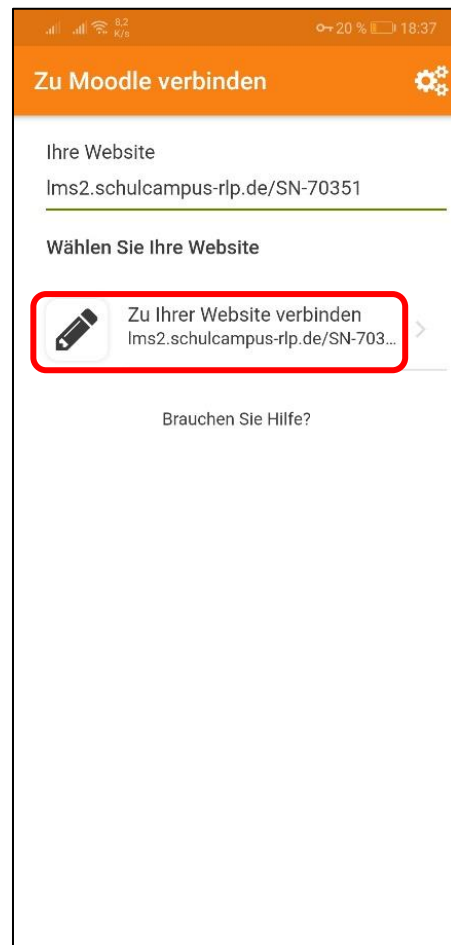 8,2
K/s
20 % 18:37
Zu Moodle verbinden
Ihre Website
lms2.schulcampus-rlp.de/SN-70351
Wählen Sie Ihre Website
Zu Ihrer Website verbinden
lms2.schulcampus-rlp.de/SN-703...
Brauchen Sie Hilfe?